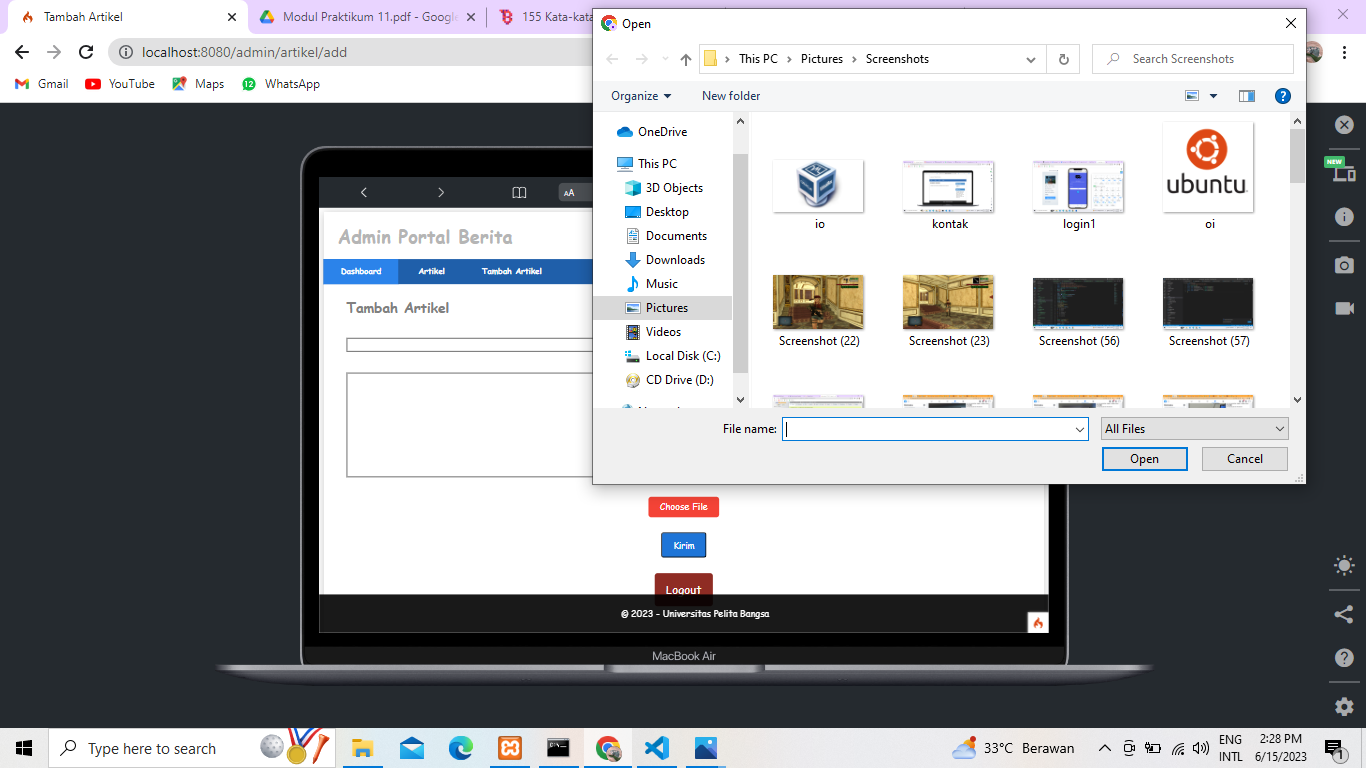 Tambah Artikel
Modul Praktikum 11.pdf - Google
155 Kata-kata
localhost:8080/admin/artikel/add
Gmail
YouTube
Maps
12
WhatsApp
Open
This PC
Pictures
Screenshots
Search Screenshots
Organize
New folder
OneDrive
This PC
3D Objects
Desktop
Documents
Downloads
Music
Pictures
Videos
Local Disk (C:)
CD Drive (D:)
ubuntu
io
kontak
login1
oi
Screenshot (22)
Screenshot (23)
Screenshot (56)
Screenshot (57)
File name:
All Files
Open
Cancel
NEW
AA
Admin Portal Berita
Dashboard
Artikel
Tambah Artikel
Tambah Artikel
Choose File
Kirim
Logout
© 2023 - Universitas Pelita Bangsa
MacBook Air
Type here to search
33°C Berawan
ENG
INTL
2:28 PM
6/15/2023
1